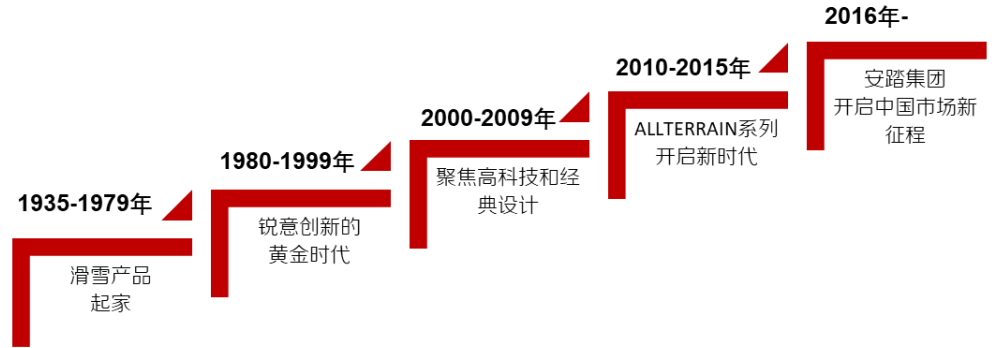 1935-1979年
滑雪产品
起家
1980-1999年
锐意创新的
黄金时代
2000-2009年
聚焦高科技和经
典设计
2010-2015年
ALLTERRAIN系列
开启新时代
2016年-
安踏集团
开启中国市场新
征程